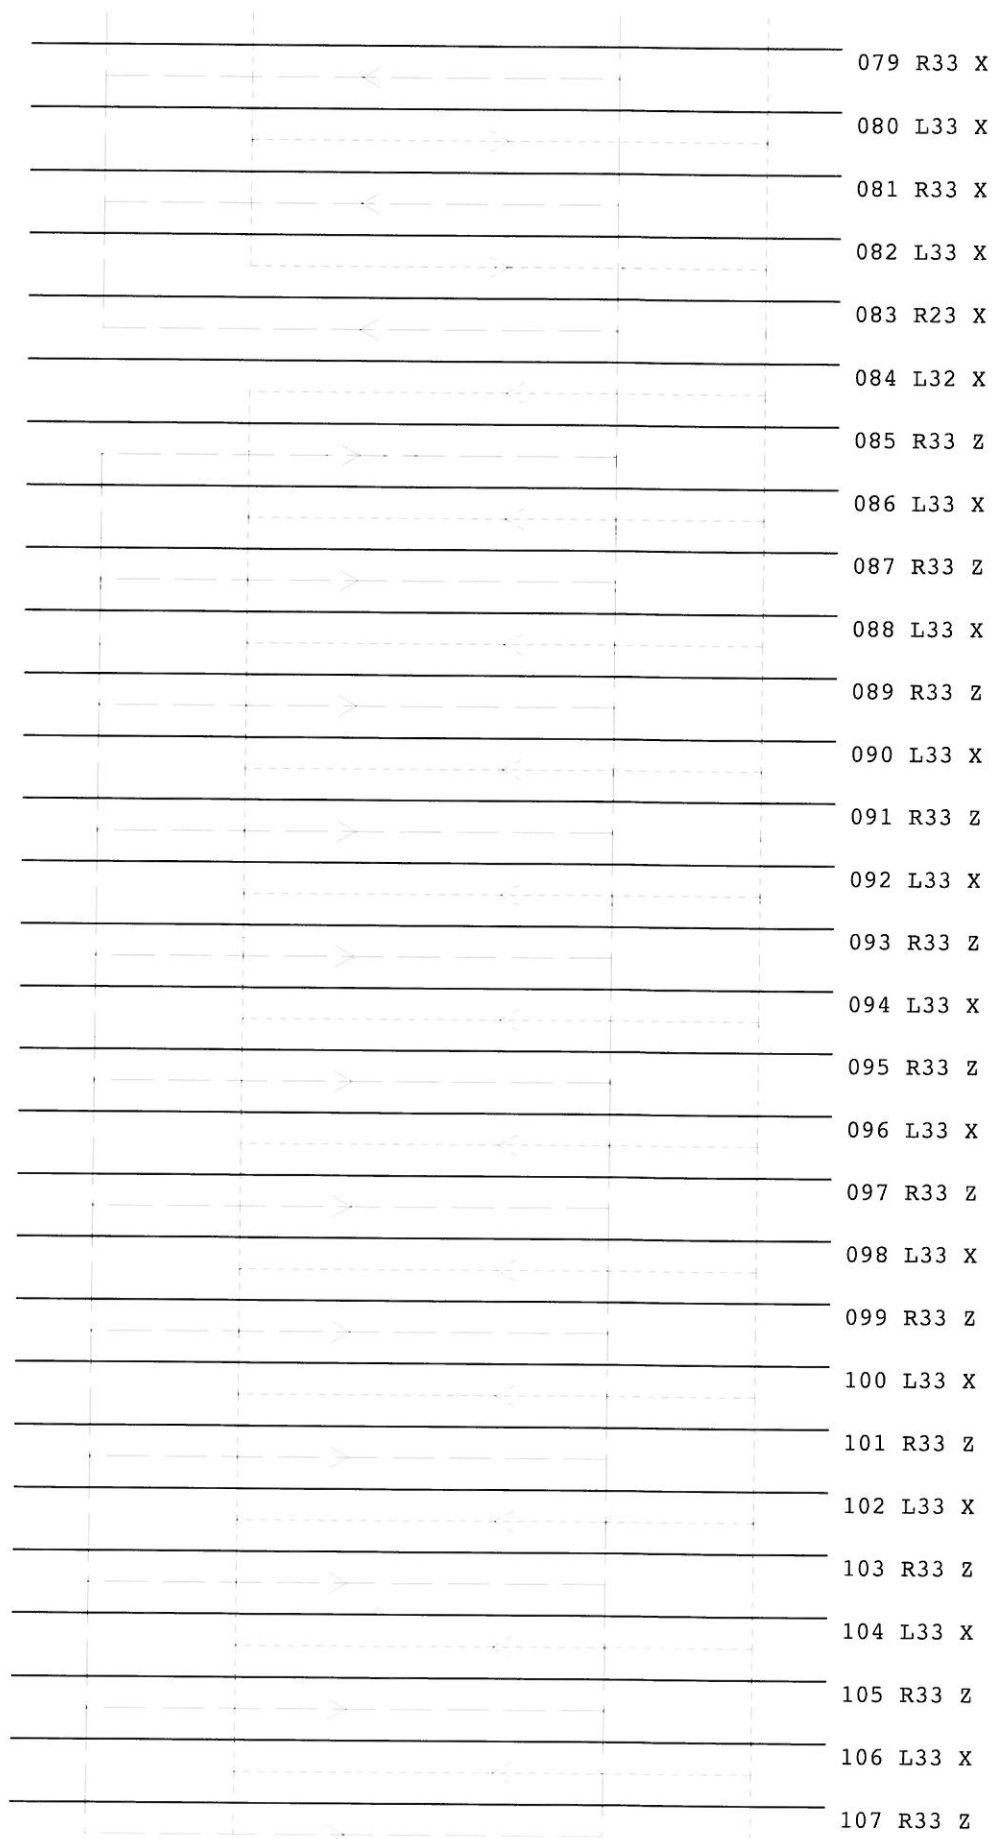 079 R33 X
080 L33 X
081 R33 X
082 L33 X
083 R23 X
084 L32 X
085 R33 Z
086 L33 X
087 R33 Z
088 L33 X
089 R33 Z
090 L33 X
091 R33 Z
092 L33 X
093 R33 Z
094 L33 X
095 R33 Z
096 L33 X
097 R33 Z
098 L33 X
099 R33 Z
100 L33 X
101 R33 Z
102 L33 X
103 R33 Z
104 L33 X
105 R33 Z
106 L33 X
107 R33 Z